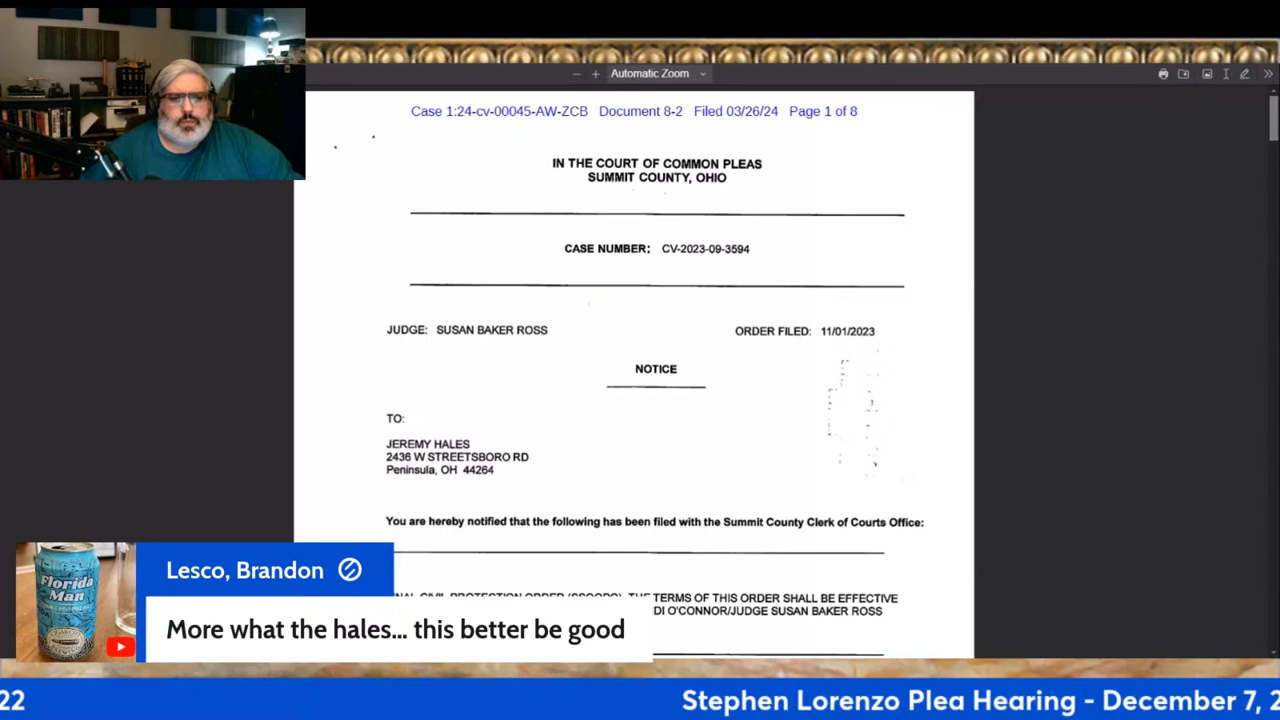 Automatic Zoom
Case 1:24-cv-00045-AW-ZCB Document 8-2 Filed 03/26/24 Page 1 of 8
IN THE COURT OF COMMON PLEAS
SUMMIT COUNTY, OHIO
CASE NUMBER: CV-2023-09-3594
JUDGE: SUSAN BAKER ROSS ORDER FILED: 11/01/2023
NOTICE
TO:
JEREMY HALES
2436 W STREETSBORO RD
Peninsula, OH 44264
You are hereby notified that the following has been filed with the Summit County Clerk of Courts Office:
CIVIL PROTECTION ORDER (SSOOPO). THE TERMS OF THIS ORDER SHALL BE EFFECTIVE
O'CONNOR/JUDGE SUSAN BAKER ROSS
Florida
Man
Lesco, Brandon
More what the hales... this better be good
22 Stephen Lorenzo Plea Hearing - December 7, 2